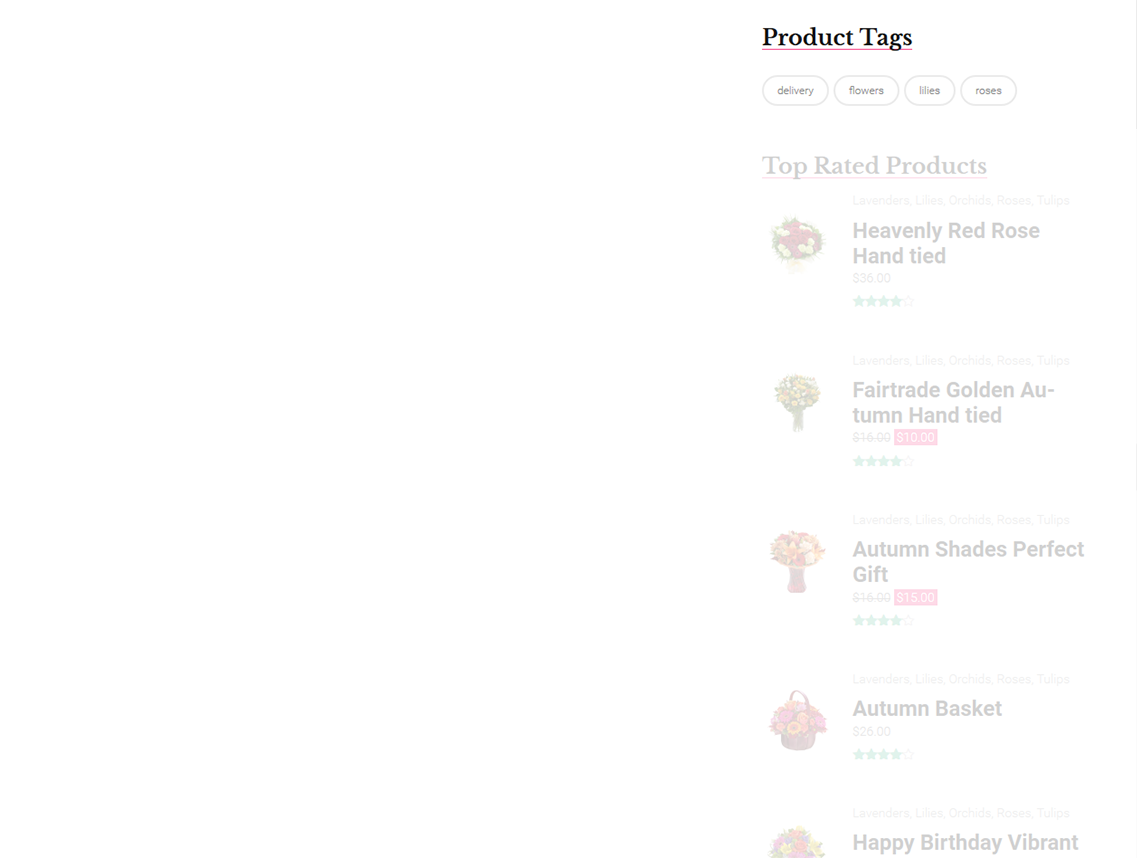 Product Tags
delivery flowers lilies roses
Top Rated Products
Lavenders, Lilies, Orchids, Roses, Tulips
Heavenly Red Rose
Hand tied
$36.00
Lavenders, Lilies, Orchids, Roses, Tulips
Fairtrade Golden Au-
tumn Hand tied
$16.00 $10.00
Lavenders, Lilies, Orchids, Roses, Tulips
Autumn Shades Perfect
Gift
$16.00 $15.00
Lavenders, Lilies, Orchids, Roses, Tulips
Autumn Basket
$26.00
Lavenders, Lilies, Orchids, Roses, Tulips
Happy Birthday Vibrant